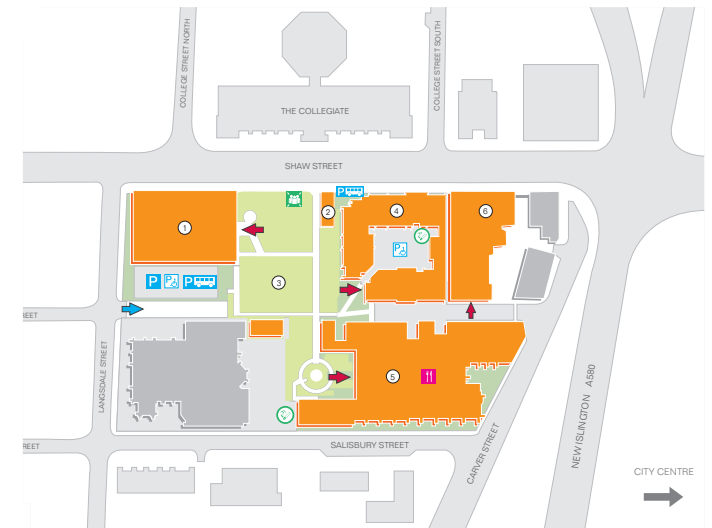 COLLEGE STREET NORTH
COLLEGE STREET SOUTH
THE COLLEGIATE
SHAW STREET
P
2
4
6
1
P
3
P
P
P
REET
LANGSDALE STREET
5
NEW ISLINGTON A580
REET
SALISBURY STREET
CARVER STREET
CITY CENTRE